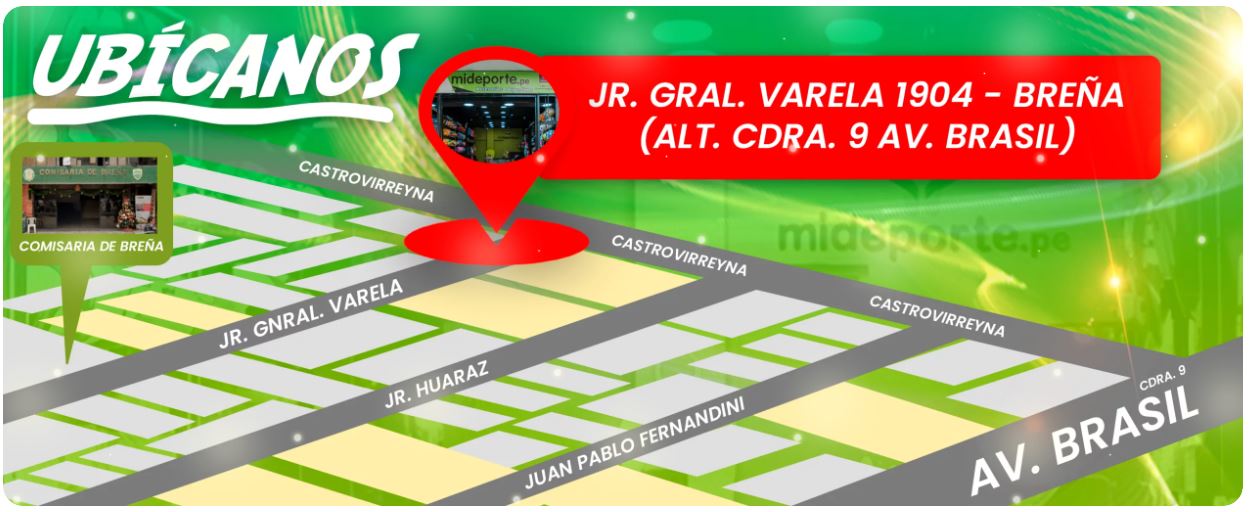 UBÍCANOS
mideporte.pe
JR. GRAL. VARELA 1904 - BREÑA
(ALT. CDRA. 9 AV. BRASIL)
COMISARIA DE BREÑA
COMISARIA DE BREÑA
CASTROVIRREYNA
CASTROVIRREYNA
mideporte.pe
CASTROVIRREYNA
JR. GNRAL. VARELA
JR. HUARAZ
JUAN PABLO FERNANDINI
CDRA. 9
AV. BRASIL